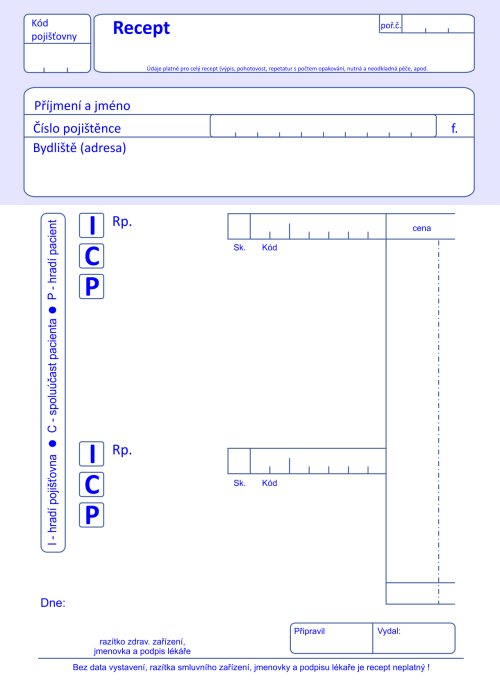 Kód
pojišťovny
Recept
poř.č.
Údaje platné pro celý recept (výpis, pohotovost, repetatur s počtem opakování, nutná a neodkladná péče, apod.
Příjmení a jméno
Číslo pojištěnce
f.
Bydliště (adresa)
I - hradí pojišťovna ● C - spoluúčast pacienta ● P - hradí pacient
I
C
P
Rp.
Sk.
Kód
cena
I
C
P
Rp.
Sk.
Kód
Dne:
razítko zdrav. zařízení,
jmenovka a podpis lékáře
Připravil
Vydal:
Bez data vystavení, razítka smluvního zařízení, jmenovky a podpisu lékaře je recept neplatný !